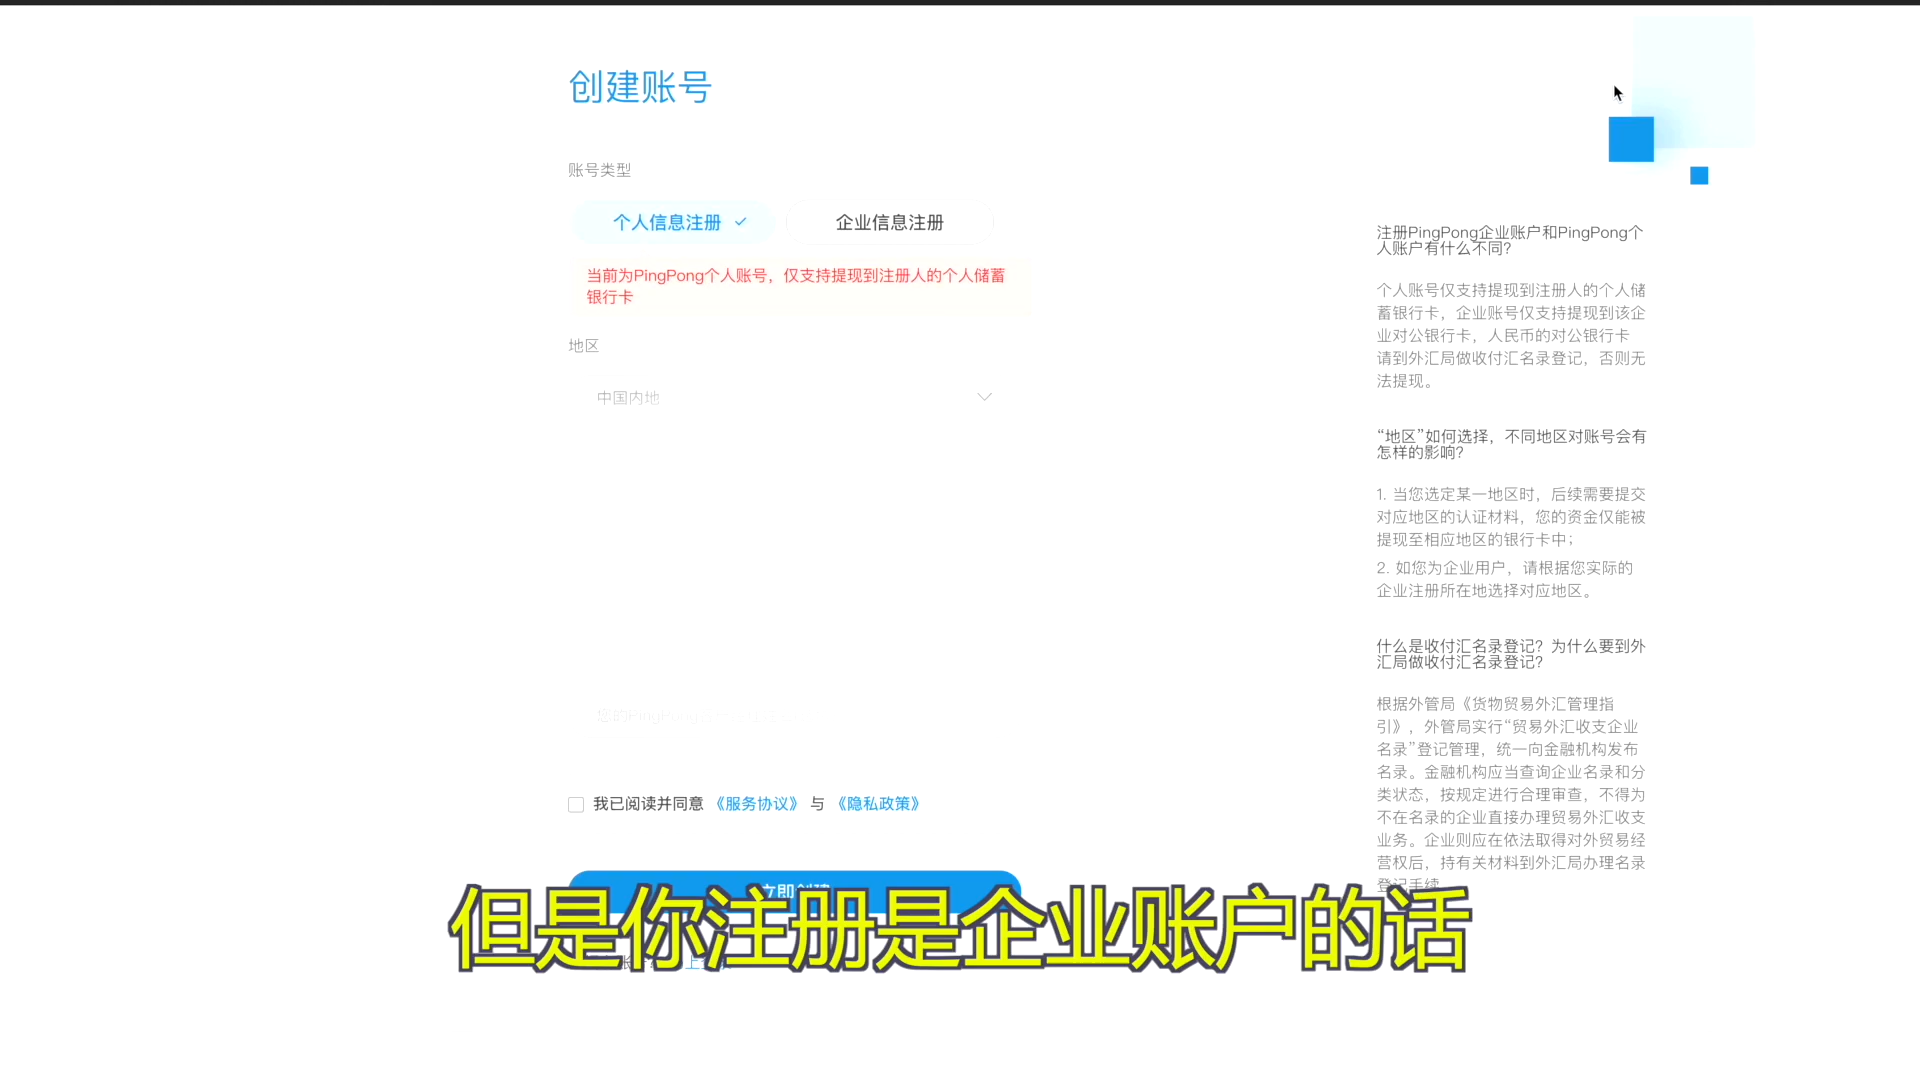 创建账号
账号类型
个人信息注册
企业信息注册
当前为PingPong个人账号，仅支持提现到注册人的个人储蓄
银行卡
地区
中国内地
我已阅读并同意 《服务协议》 与 《隐私政策》
但是你注册是企业账户的话
注册PingPong企业账户和PingPong个
人账户有什么不同？
个人账号仅支持提现到注册人的个人储
蓄银行卡，企业账号仅支持提现到该企
业对公银行卡，人民币的对公银行卡
请到外汇局做收付汇名录登记，否则无
法提现。
“地区”如何选择，不同地区对账号会有
怎样的影响？
1. 当您选定某一地区时，后续需要提交
对应地区的认证材料，您的资金仅能被
提现至相应地区的银行卡中；
2. 如您为企业用户，请根据您实际的
企业注册所在地选择对应地区。
什么是收付汇名录登记？为什么要到外
汇局做收付汇名录登记？
根据外管局《货物贸易外汇管理指
引》，外管局实行“贸易外汇收支企业
名录”登记管理，统一向金融机构发布
名录。金融机构应当查询企业名录和分
类状态，按规定进行合理审查，不得为
不在名录的企业直接办理贸易外汇收支
业务。企业则应在依法取得对外贸易经
营权后，持有关材料到外汇局办理名录
登记手续